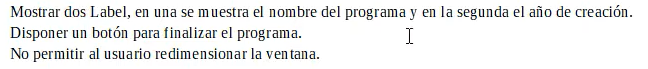 Mostrar dos Label, en una se muestra el nombre del programa y en la segunda el año de creación.
Disponer un botón para finalizar el programa.
No permitir al usuario redimensionar la ventana.